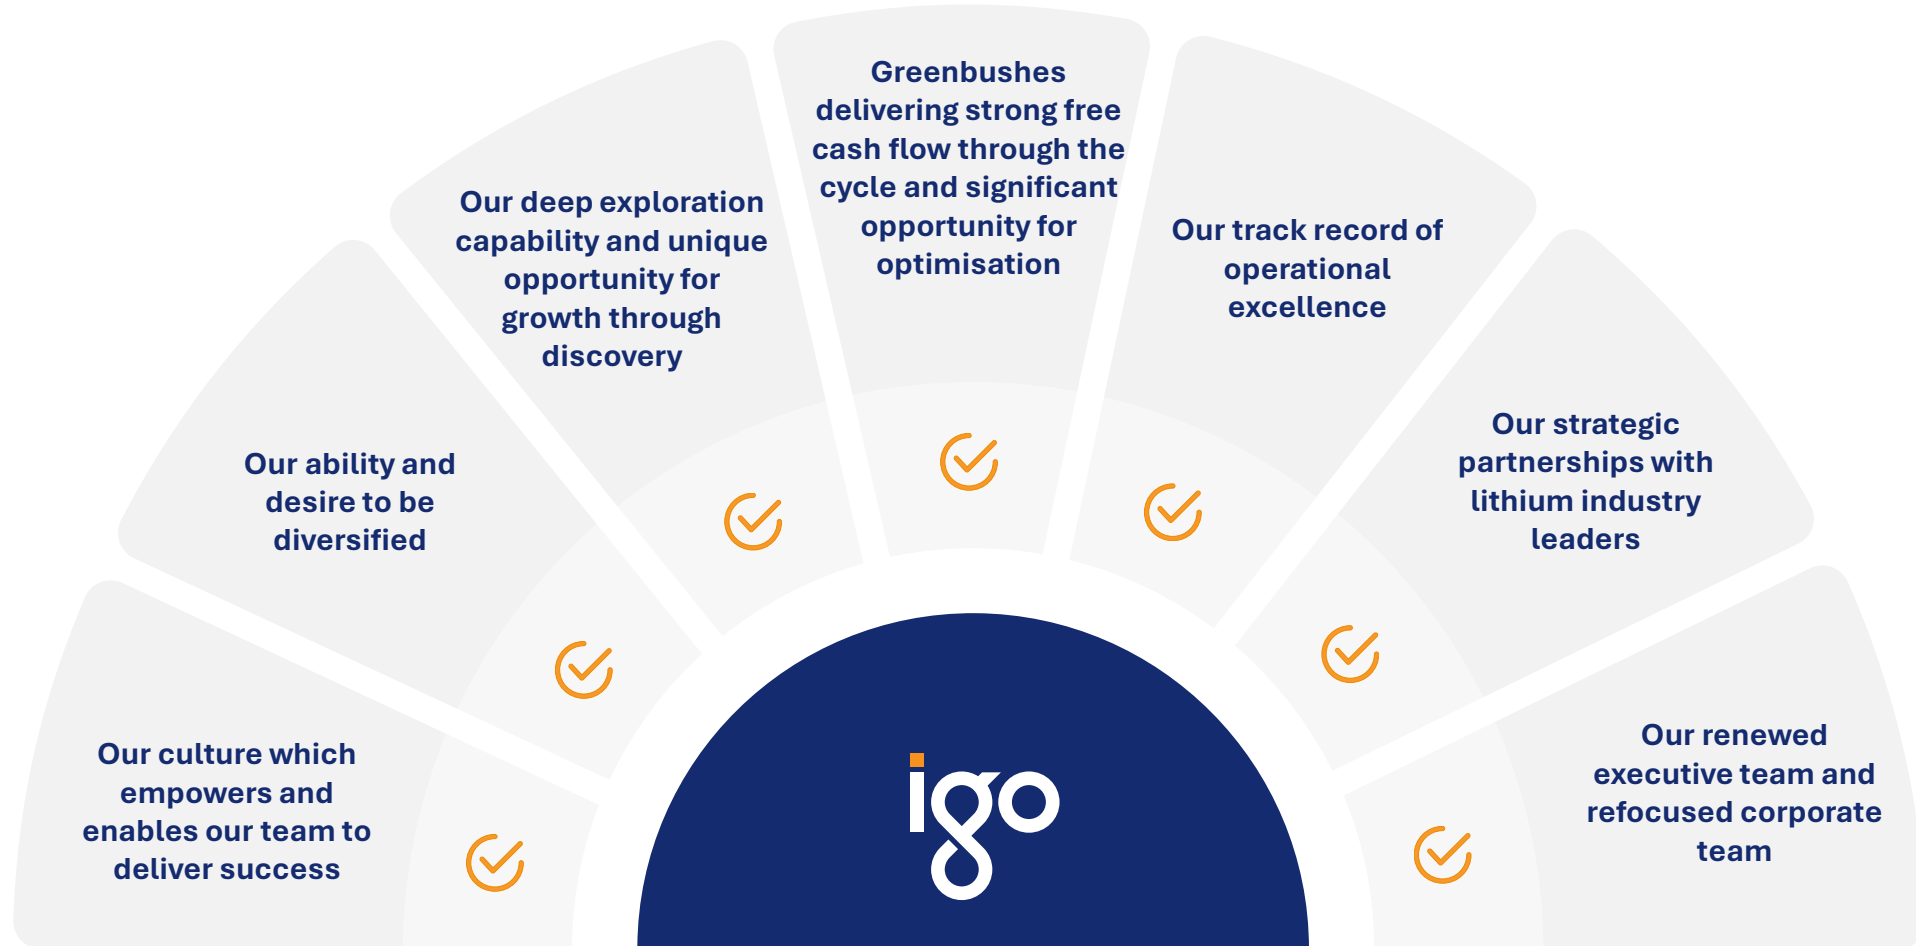 Our culture which
empowers and
enables our team to
deliver success
Our ability and
desire to be
diversified
Our deep exploration
capability and unique
opportunity for
growth through
discovery
Greenbushes
delivering strong free
cash flow through the
cycle and significant
opportunity for
optimisation
Our track record of
operational
excellence
Our strategic
partnerships with
lithium industry
leaders
Our renewed
executive team and
refocused corporate
team
igo